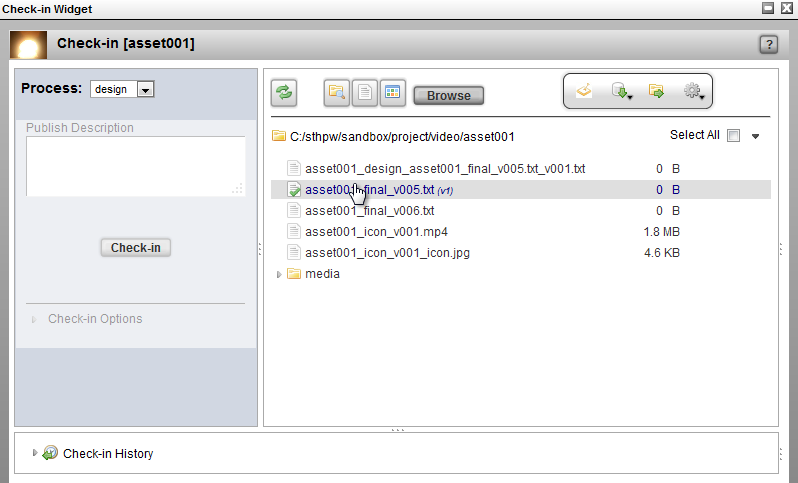 Check-in Widget
Check-in [asset001]
?
Process: design
Publish Description
Check-in
Check-in Options
Browse
C:/sthpw/sandbox/project/video/asset001
Select All
asset001_design_asset001_final_v005.txt_v001.txt 0 B
asset001_final_v005.txt (v1) 0 B
asset001_final_v006.txt 0 B
asset001_icon_v001.mp4 1.8 MB
asset001_icon_v001_icon.jpg 4.6 KB
media
Check-in History